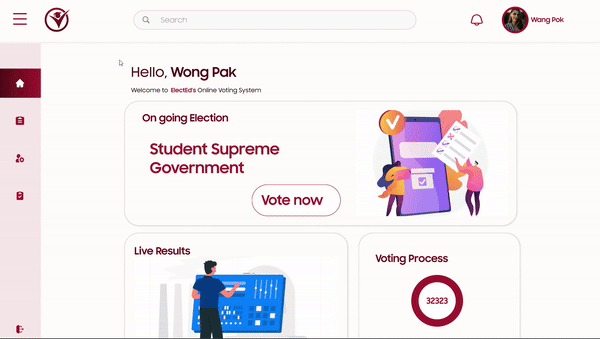 Search
Wang Pok
Hello, Wong Pak
Welcome to ElectEd's Online Voting System
On going Election
Student Supreme
Government
Vote now
Live Results
Voting Process
32323